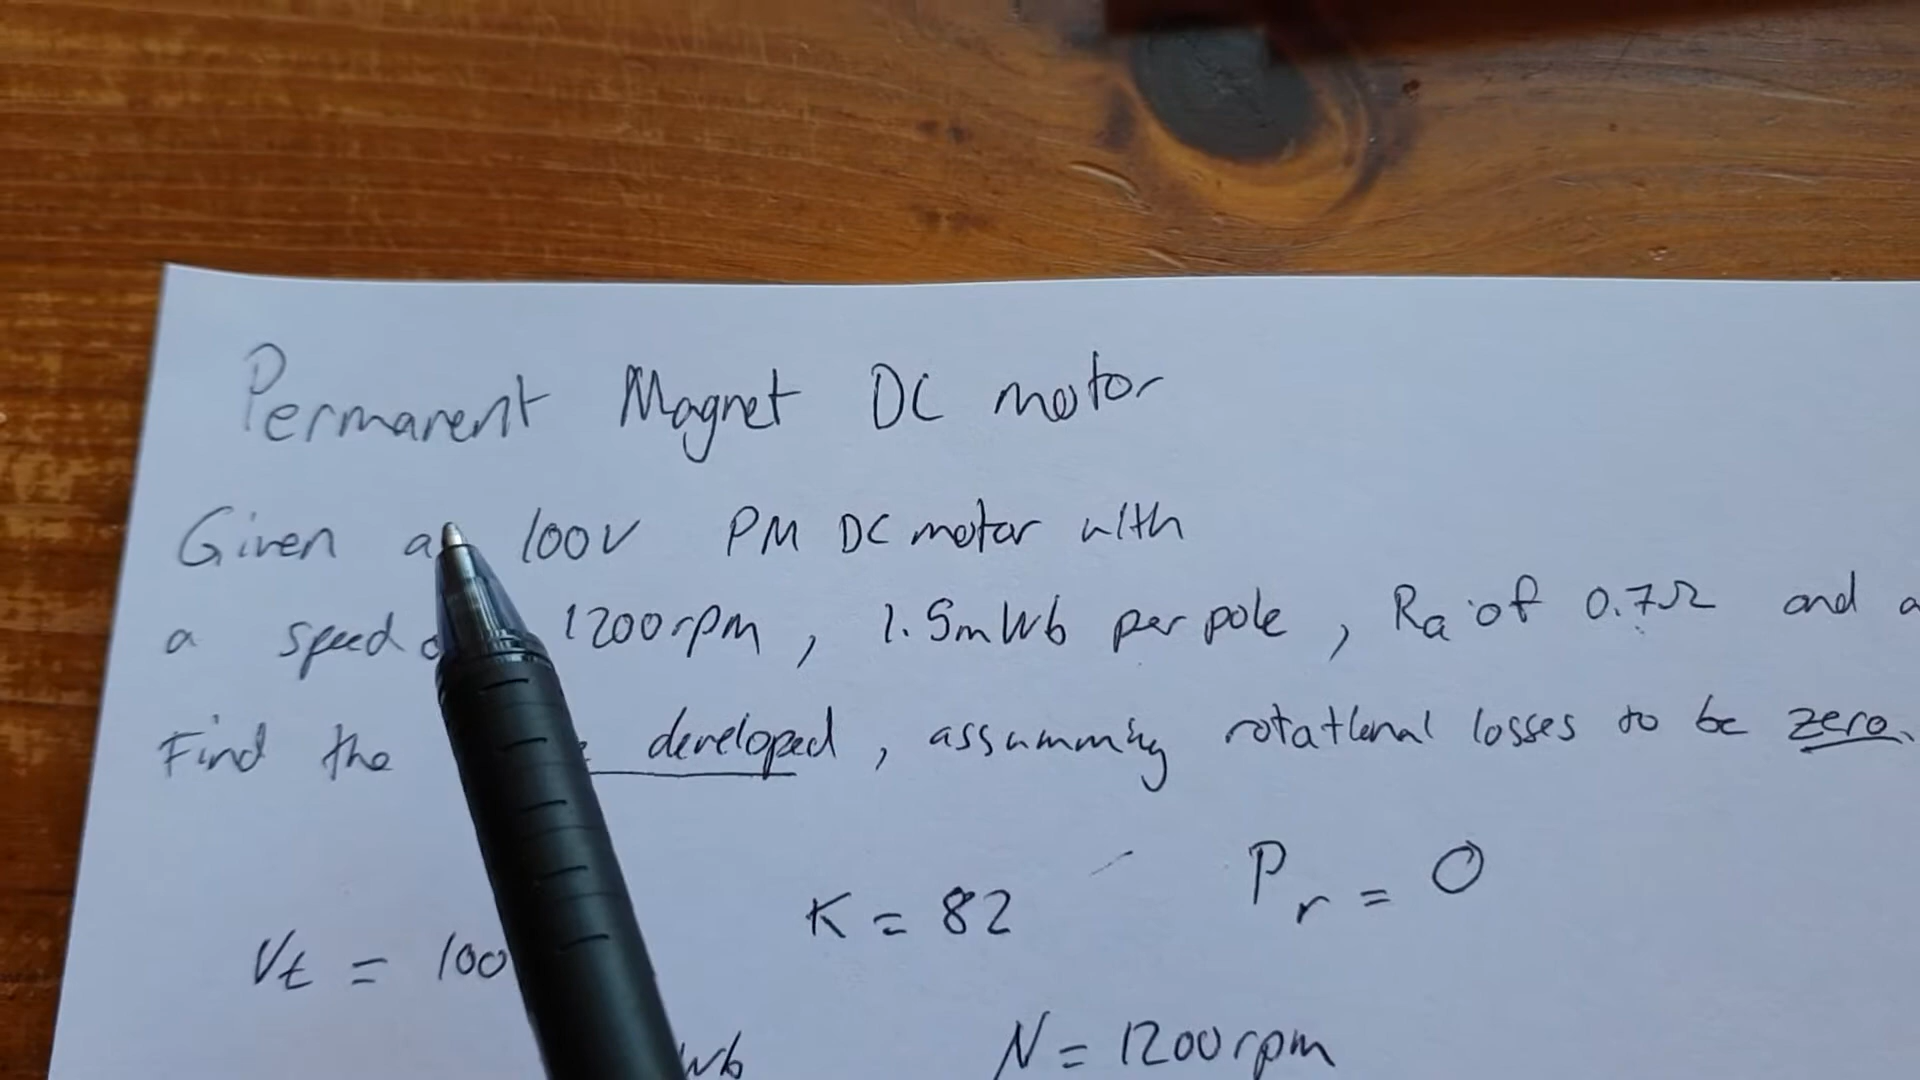 Permanent Magnet DC motor
Given a 100V PM DC motor with
a speed 1200rpm, 1.5mWb per pole, Ra of 0.7Ω and a
Find the developed, assumming rotational losses to be zero.
K = 82 Pr = 0
Vt = 100
Wb N = 1200rpm